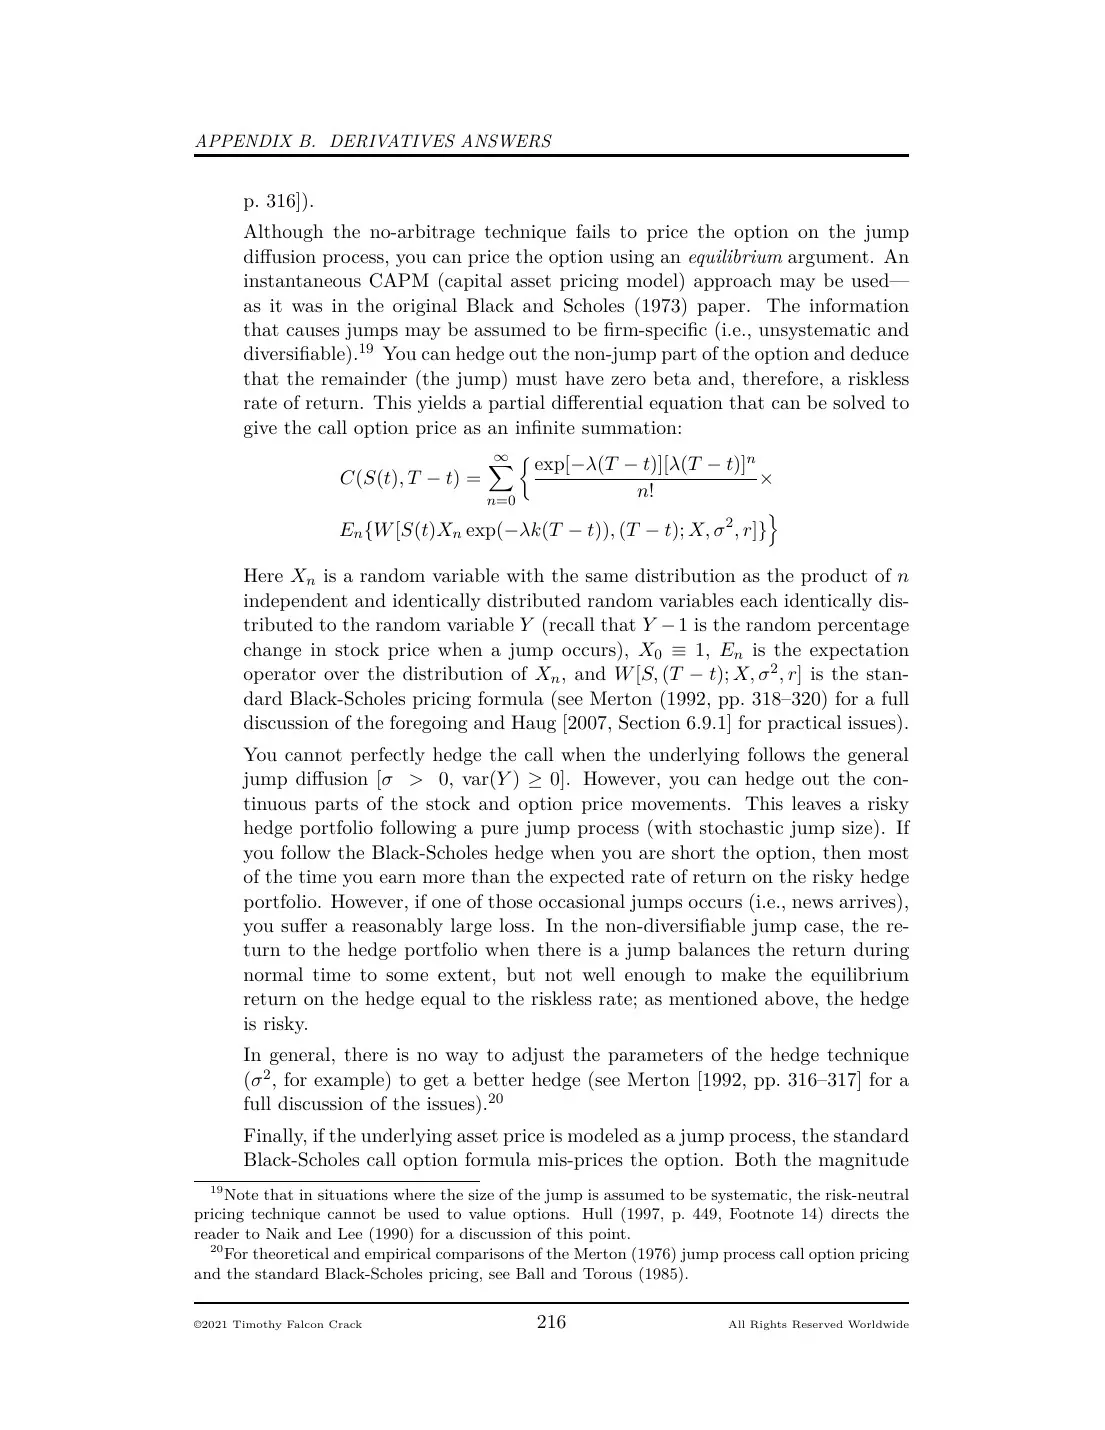 APPENDIX B. DERIVATIVES ANSWERS
p. 316]).
Although the no-arbitrage technique fails to price the option on the jump
diffusion process, you can price the option using an equilibrium argument. An
instantaneous CAPM (capital asset pricing model) approach may be used—
as it was in the original Black and Scholes (1973) paper. The information
that causes jumps may be assumed to be firm-specific (i.e., unsystematic and
diversifiable).¹⁹ You can hedge out the non-jump part of the option and deduce
that the remainder (the jump) must have zero beta and, therefore, a riskless
rate of return. This yields a partial differential equation that can be solved to
give the call option price as an infinite summation:
C(S(t), T − t) = ∑_{n=0}^{∞} { exp[−λ(T − t)][λ(T − t)]ⁿ / n! ×
Eₙ{W[S(t)Xₙ exp(−λk(T − t)), (T − t); X, σ², r]}}
Here Xₙ is a random variable with the same distribution as the product of n
independent and identically distributed random variables each identically dis-
tributed to the random variable Y (recall that Y − 1 is the random percentage
change in stock price when a jump occurs), X₀ ≡ 1, Eₙ is the expectation
operator over the distribution of Xₙ, and W[S, (T − t); X, σ², r] is the stan-
dard Black-Scholes pricing formula (see Merton (1992, pp. 318–320) for a full
discussion of the foregoing and Haug [2007, Section 6.9.1] for practical issues).
You cannot perfectly hedge the call when the underlying follows the general
jump diffusion [σ > 0, var(Y) ≥ 0]. However, you can hedge out the con-
tinuous parts of the stock and option price movements. This leaves a risky
hedge portfolio following a pure jump process (with stochastic jump size). If
you follow the Black-Scholes hedge when you are short the option, then most
of the time you earn more than the expected rate of return on the risky hedge
portfolio. However, if one of those occasional jumps occurs (i.e., news arrives),
you suffer a reasonably large loss. In the non-diversifiable jump case, the re-
turn to the hedge portfolio when there is a jump balances the return during
normal time to some extent, but not well enough to make the equilibrium
return on the hedge equal to the riskless rate; as mentioned above, the hedge
is risky.
In general, there is no way to adjust the parameters of the hedge technique
(σ², for example) to get a better hedge (see Merton [1992, pp. 316–317] for a
full discussion of the issues).²⁰
Finally, if the underlying asset price is modeled as a jump process, the standard
Black-Scholes call option formula mis-prices the option. Both the magnitude
¹⁹Note that in situations where the size of the jump is assumed to be systematic, the risk-neutral
pricing technique cannot be used to value options. Hull (1997, p. 449, Footnote 14) directs the
reader to Naik and Lee (1990) for a discussion of this point.
²⁰For theoretical and empirical comparisons of the Merton (1976) jump process call option pricing
and the standard Black-Scholes pricing, see Ball and Torous (1985).
©2021 Timothy Falcon Crack 216 All Rights Reserved Worldwide